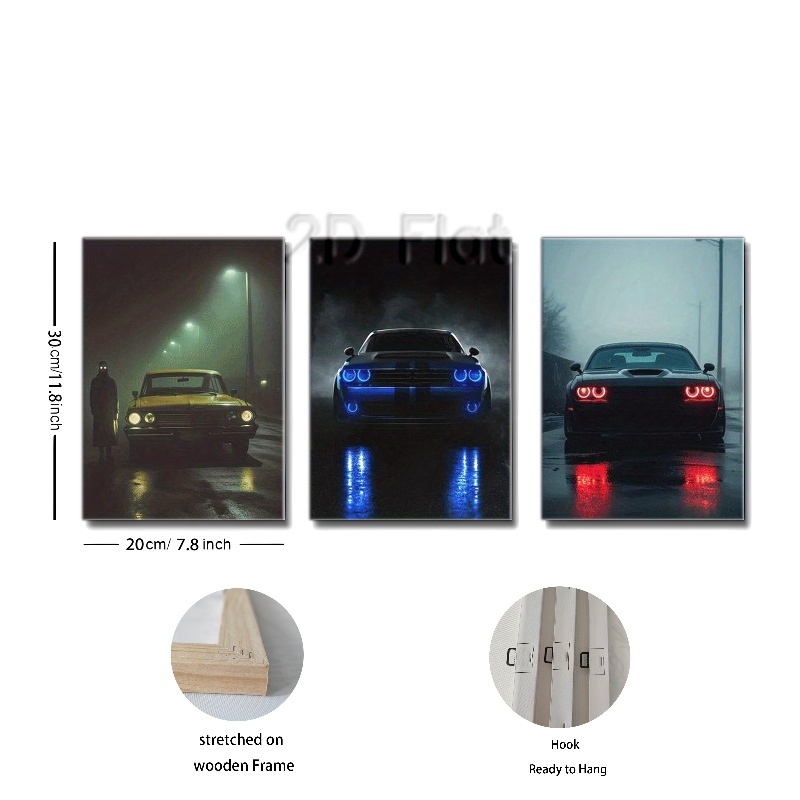 2D Flat
30cm/11.8inch
20cm/ 7.8 inch
stretched on
wooden Frame
Hook
Ready to Hang